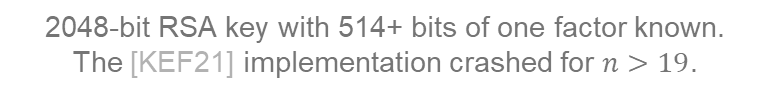 2048-bit RSA key with 514+ bits of one factor known.
The [KEF21] implementation crashed for n > 19.